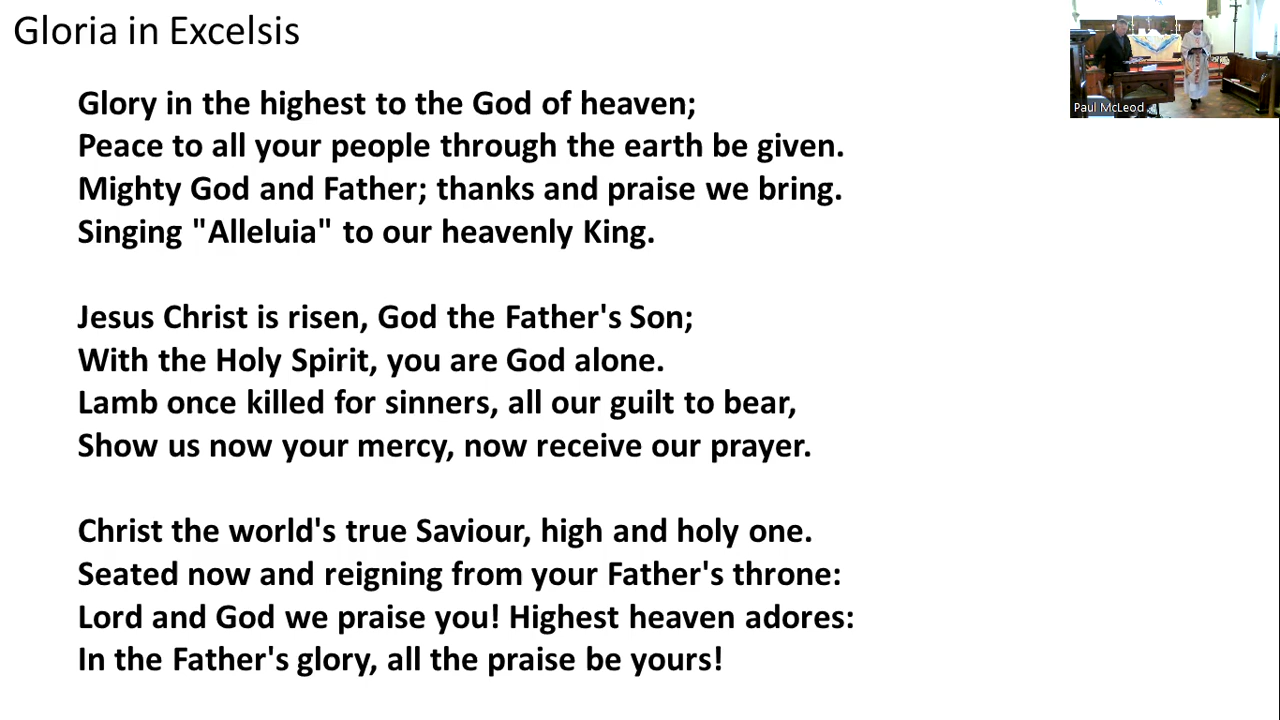 Gloria in Excelsis
Glory in the highest to the God of heaven;
Peace to all your people through the earth be given.
Mighty God and Father; thanks and praise we bring.
Singing "Alleluia" to our heavenly King.
Jesus Christ is risen, God the Father's Son;
With the Holy Spirit, you are God alone.
Lamb once killed for sinners, all our guilt to bear,
Show us now your mercy, now receive our prayer.
Christ the world's true Saviour, high and holy one.
Seated now and reigning from your Father's throne:
Lord and God we praise you! Highest heaven adores:
In the Father's glory, all the praise be yours!
Paul McLeod